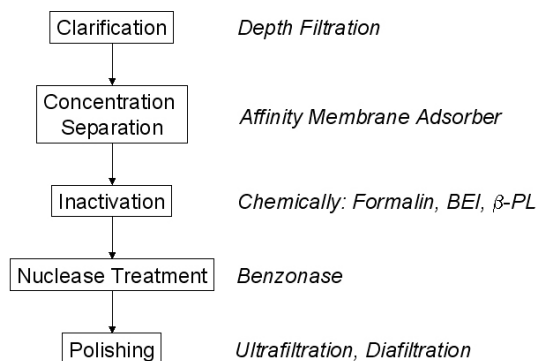 Clarification Depth Filtration
Concentration
Separation Affinity Membrane Adsorber
Inactivation Chemically: Formalin, BEI, β-PL
Nuclease Treatment Benzonase
Polishing Ultrafiltration, Diafiltration